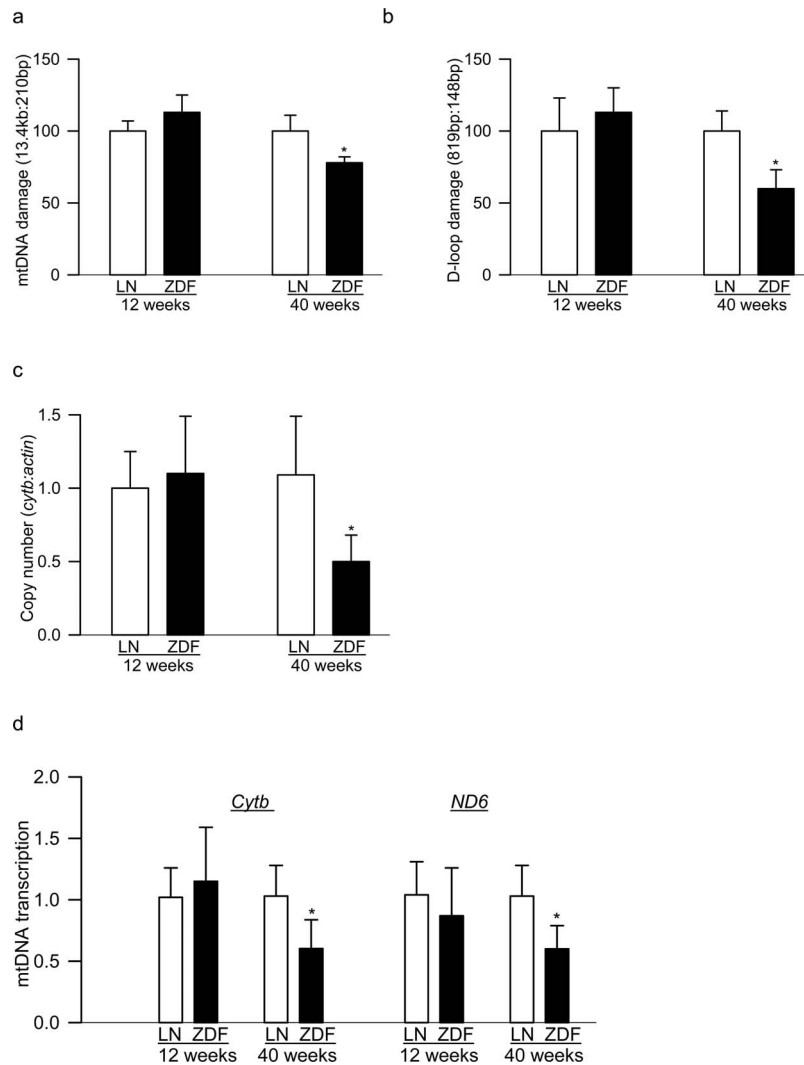 a
mtDNA damage (13.4kb:210bp)
150
100
50
0
*
LN ZDF LN ZDF
12 weeks 40 weeks
b
D-loop damage (819bp:148bp)
150
100
50
0
*
LN ZDF LN ZDF
12 weeks 40 weeks
c
Copy number (cytb:actin)
1.5
1.0
0.5
0.0
*
LN ZDF LN ZDF
12 weeks 40 weeks
d
mtDNA transcription
2.0
1.5
1.0
0.5
0.0
Cytb ND6
* *
LN ZDF LN ZDF LN ZDF LN ZDF
12 weeks 40 weeks 12 weeks 40 weeks